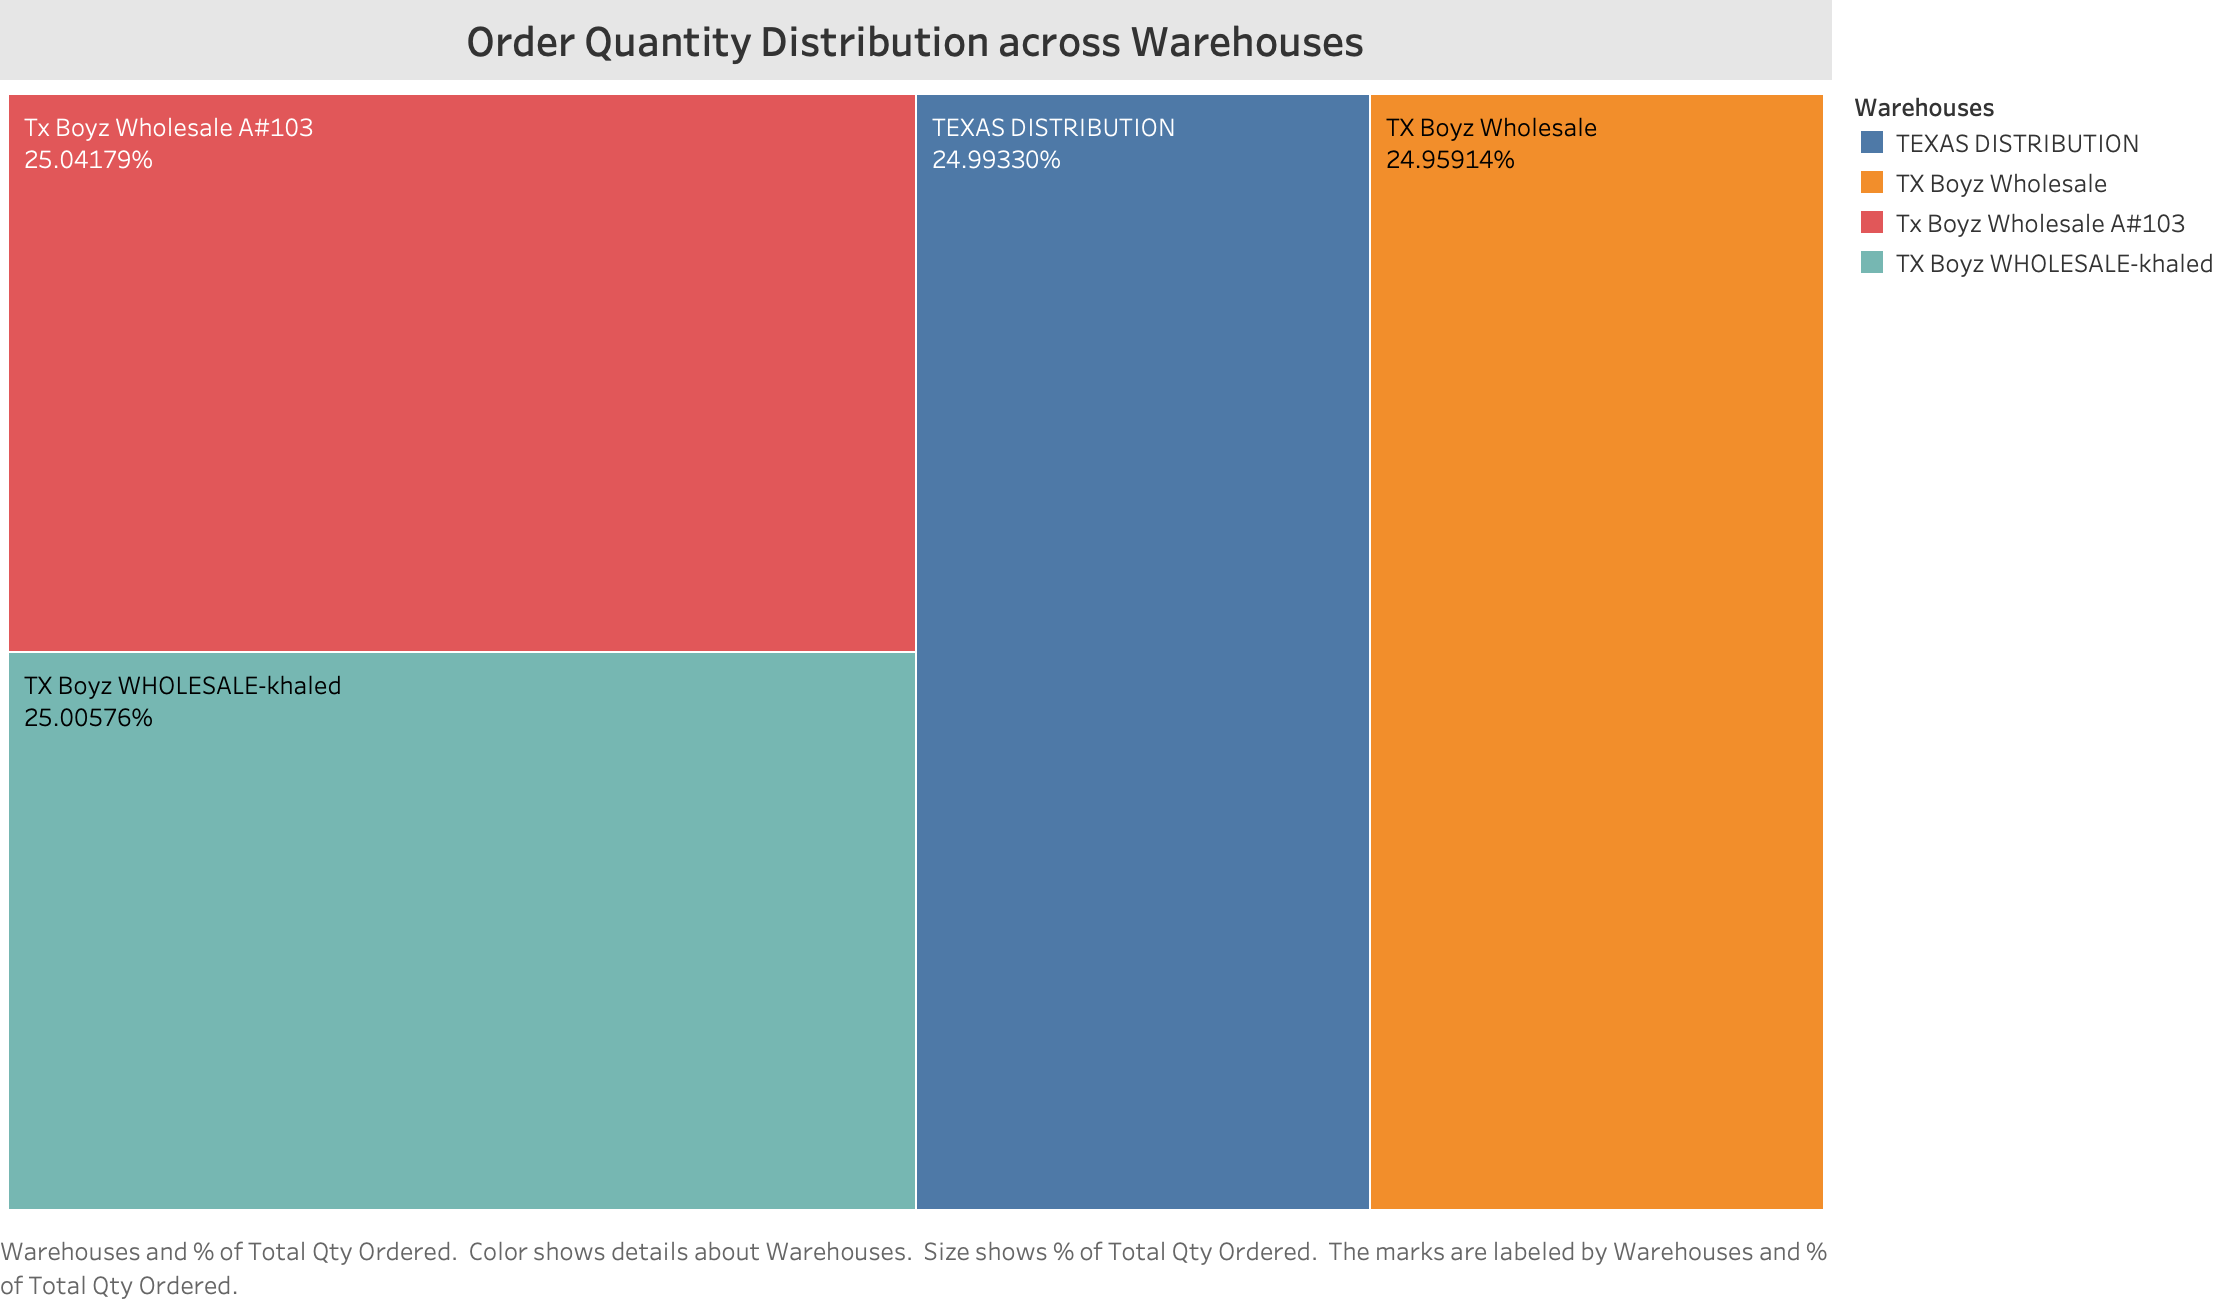 Order Quantity Distribution across Warehouses
Tx Boyz Wholesale A#103
25.04179%
TX Boyz WHOLESALE-khaled
25.00576%
TEXAS DISTRIBUTION
24.99330%
TX Boyz Wholesale
24.95914%
Warehouses
TEXAS DISTRIBUTION
TX Boyz Wholesale
Tx Boyz Wholesale A#103
TX Boyz WHOLESALE-khaled
Warehouses and % of Total Qty Ordered.  Color shows details about Warehouses.  Size shows % of Total Qty Ordered.  The marks are labeled by Warehouses and %
of Total Qty Ordered.